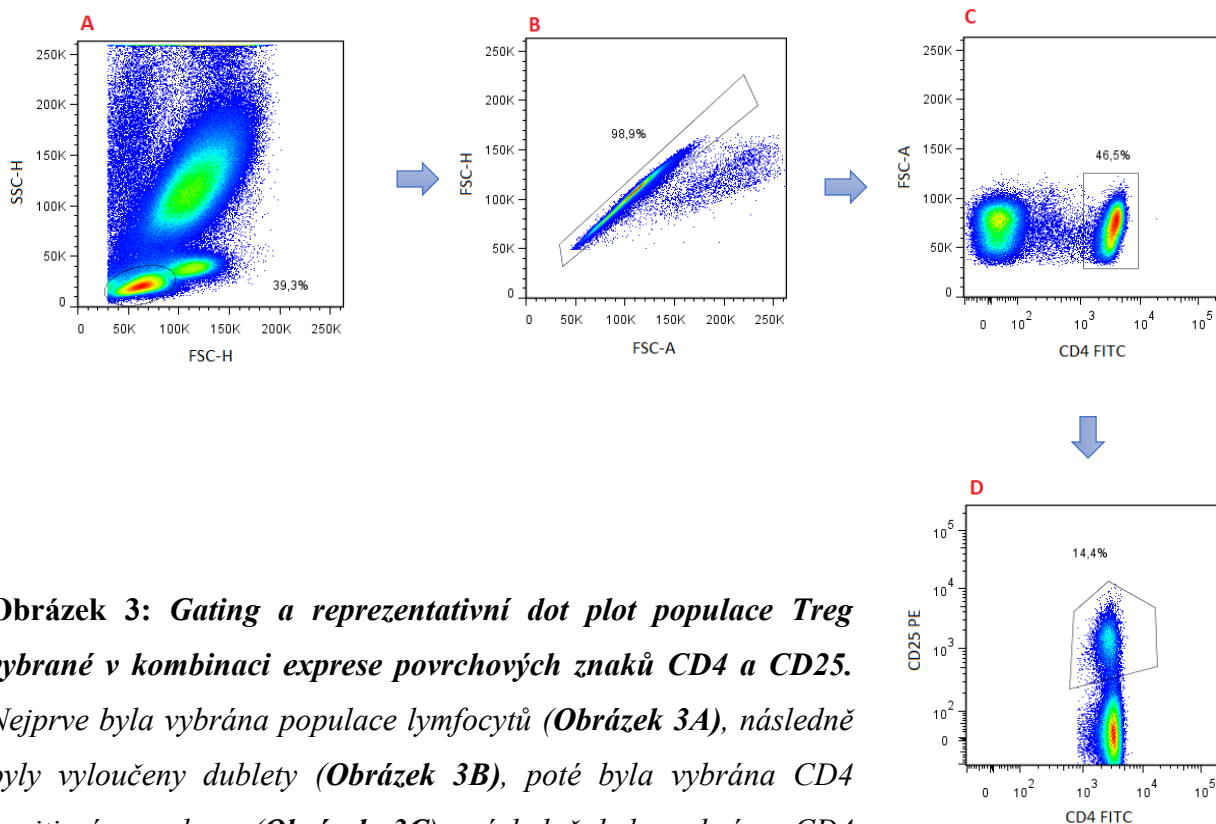 A
250K
200K
150K
100K
50K
0
SSC-H
39,3%
0 50K 100K 150K 200K 250K
FSC-H
B
250K
200K
150K
100K
50K
0
FSC-H
98,9%
0 50K 100K 150K 200K 250K
FSC-A
C
250K
200K
150K
100K
50K
0
FSC-A
46,5%
0 10^2 10^3 10^4 10^5
CD4 FITC
D
10^5
10^4
10^3
10^2
0
CD25 PE
14,4%
0 10^2 10^3 10^4 10^5
CD4 FITC
Obrázek 3: Gating a reprezentativní dot plot populace Treg
vybrané v kombinaci exprese povrchových znaků CD4 a CD25.
Nejprve byla vybrána populace lymfocytů (Obrázek 3A), následně
byly vyloučeny dublety (Obrázek 3B), poté byla vybrána CD4